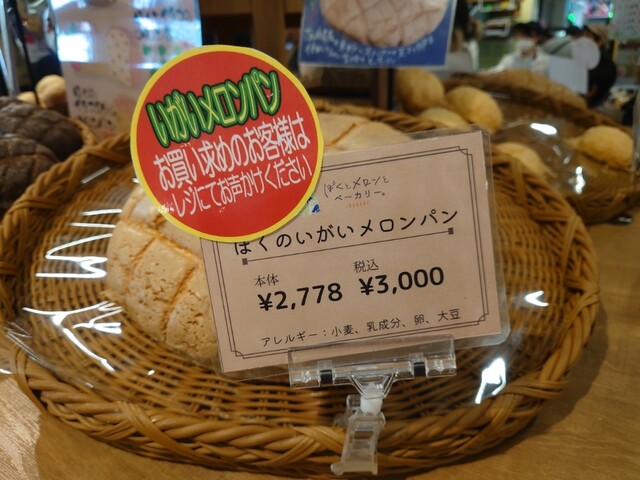 いかいメロンパン
お買い求めのお客様は
レジにてお声かけください
ぼくとメロンと
ベーカリー。
ぼくのいがいメロンパン
本体 税込
¥2,778 ¥3,000
アレルギー:小麦、乳成分、卵、大豆